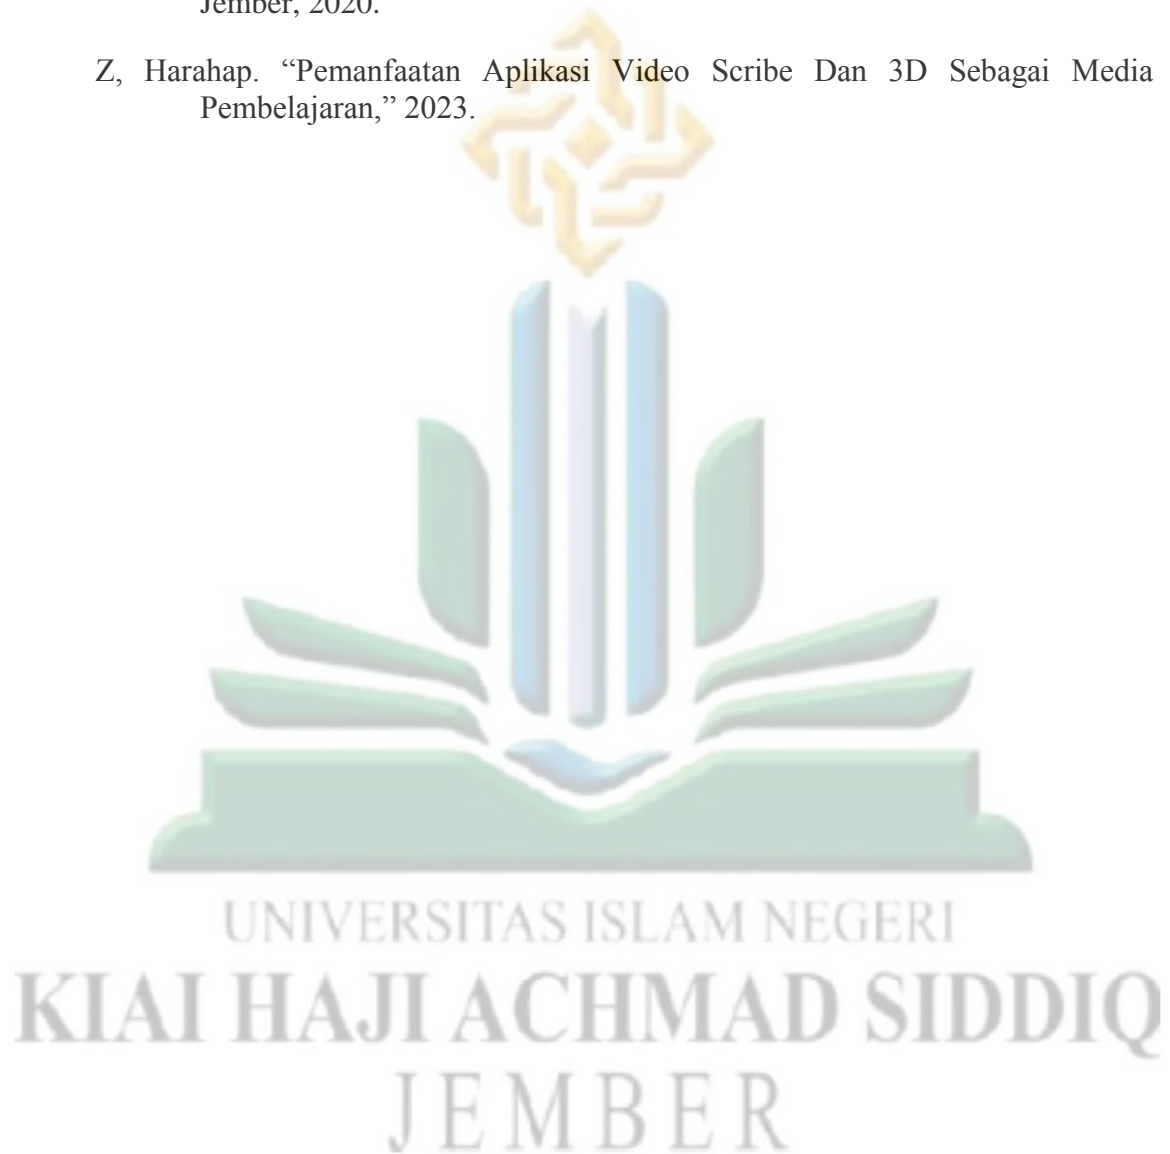 Jember, 2020.
Z, Harahap. “Pemanfaatan Aplikasi Video Scribe Dan 3D Sebagai Media
Pembelajaran,” 2023.
UNIVERSITAS ISLAM NEGERI
KIAI HAJI ACHMAD SIDDIQ
JEMBER